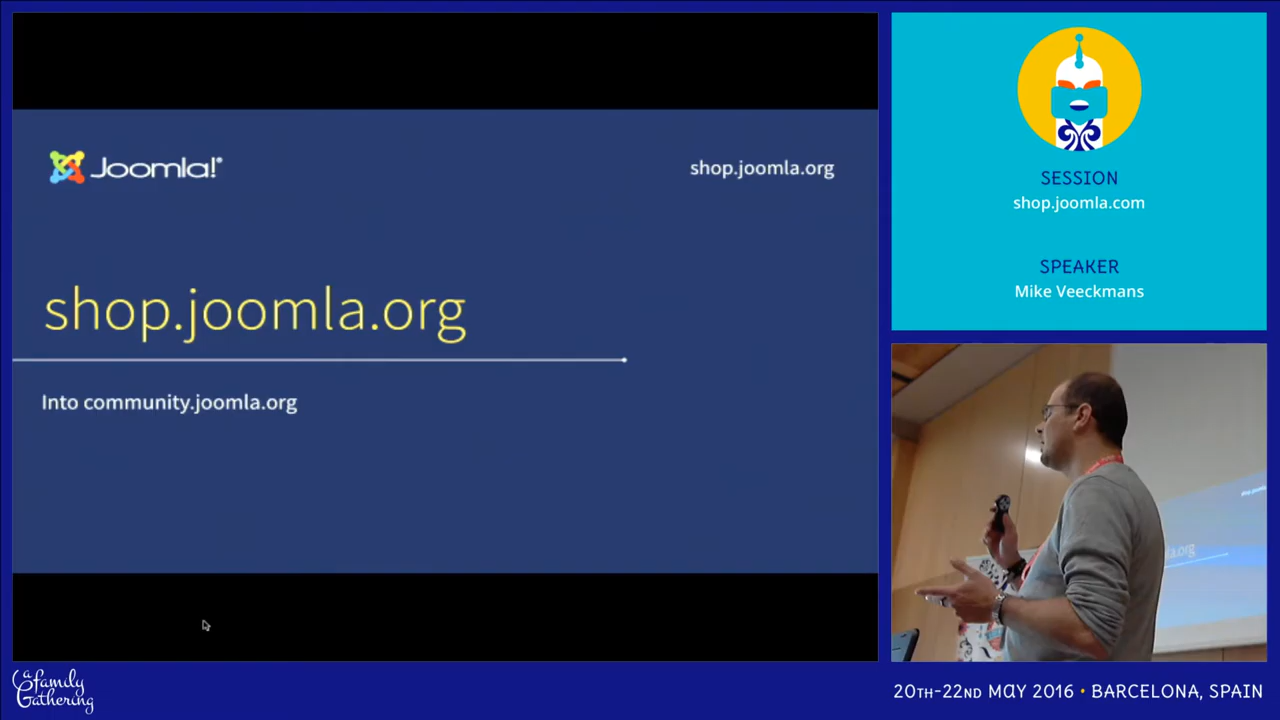 Joomla!®
shop.joomla.org
shop.joomla.org
Into community.joomla.org
SESSION
shop.joomla.com
SPEAKER
Mike Veeckmans
a family
Gathering
20TH-22ND MAY 2016 • BARCELONA, SPAIN